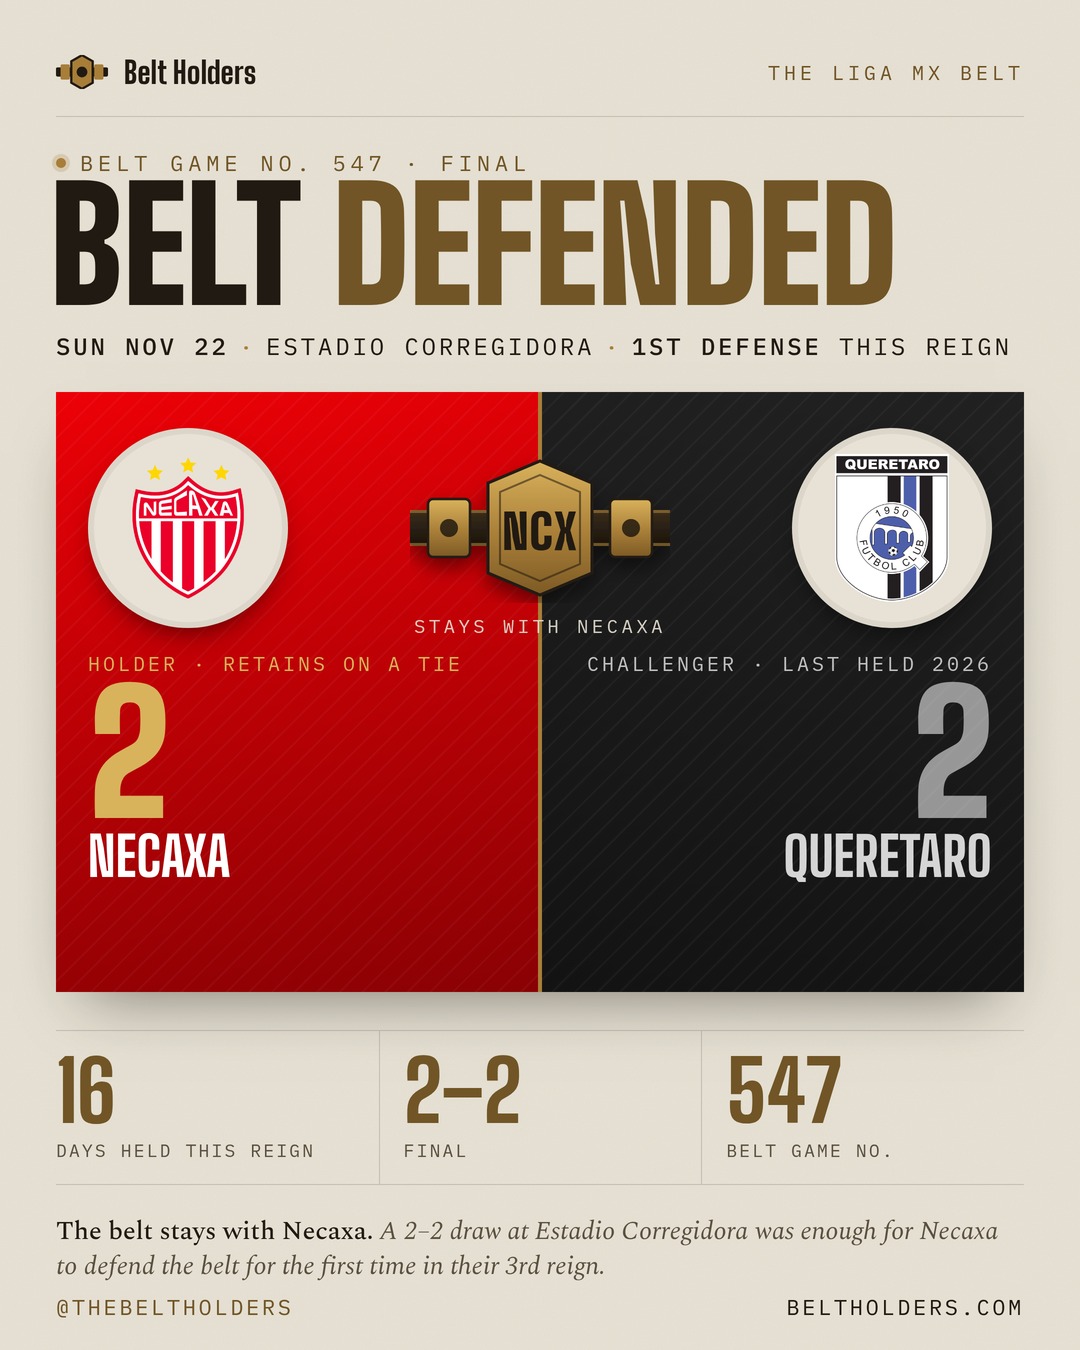 Belt Holders
THE LIGA MX BELT
BELT GAME NO. 547 · FINAL
BELT DEFENDED
SUN NOV 22 · ESTADIO CORREGIDORA · 1ST DEFENSE THIS REIGN
NECAXA
NCX
QUERETARO
1950
FUTBOL CLUB
STAYS WITH NECAXA
HOLDER · RETAINS ON A TIE
CHALLENGER · LAST HELD 2026
2
2
NECAXA
QUERETARO
16
DAYS HELD THIS REIGN
2–2
FINAL
547
BELT GAME NO.
The belt stays with Necaxa. A 2–2 draw at Estadio Corregidora was enough for Necaxa
to defend the belt for the first time in their 3rd reign.
@THEBELTHOLDERS
BELTHOLDERS.COM